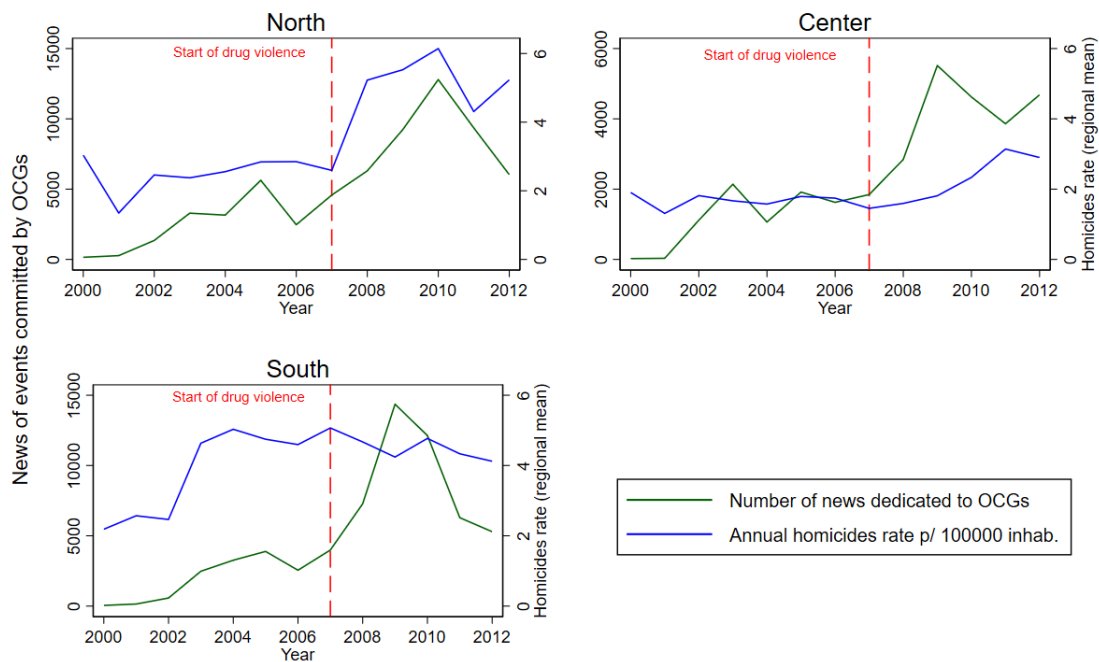 News of events committed by OCGs
North
Start of drug violence
15000
10000
5000
0
6
4
2
0
2000 2002 2004 2006 2008 2010 2012
Year
Center
Start of drug violence
6000
4000
2000
0
6
4
2
0
Homicides rate (regional mean)
2000 2002 2004 2006 2008 2010 2012
Year
South
Start of drug violence
15000
10000
5000
0
6
4
2
0
Homicides rate (regional mean)
2000 2002 2004 2006 2008 2010 2012
Year
Number of news dedicated to OCGs
Annual homicides rate p/ 100000 inhab.